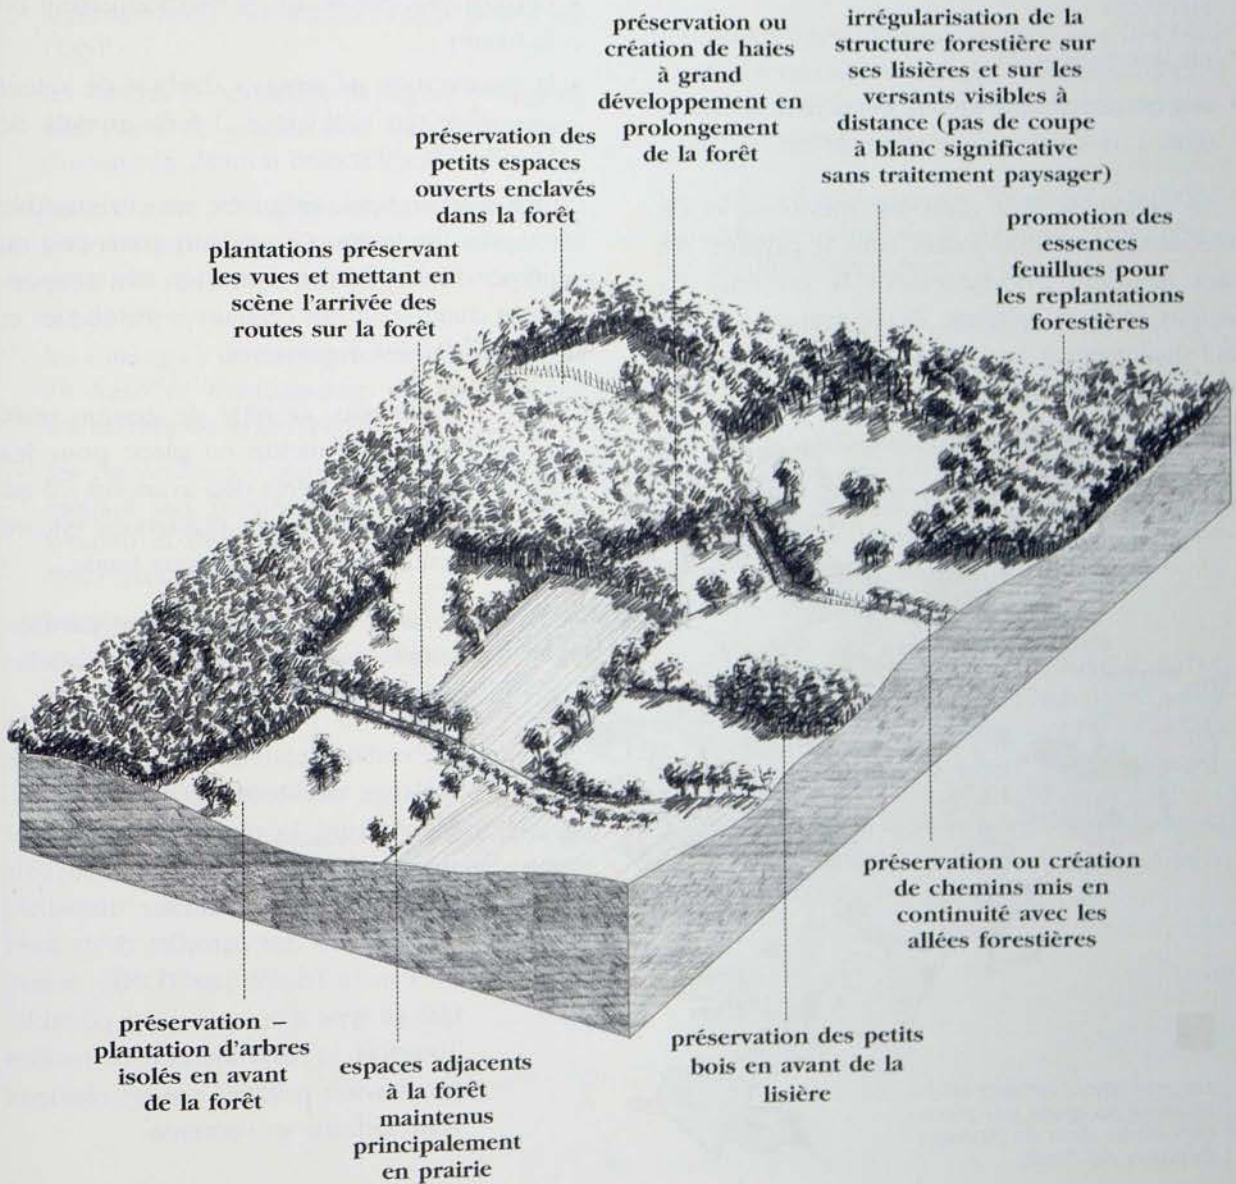 préservation ou
création de haies
à grand
développement en
prolongement
de la forêt
irrégularisation de la
structure forestière sur
ses lisières et sur les
versants visibles à
distance (pas de coupe
à blanc significative
sans traitement paysager)
préservation des
petits espaces
ouverts enclavés
dans la forêt
promotion des
essences
feuillues pour
les replantations
forestières
plantations préservant
les vues et mettant en
scène l'arrivée des
routes sur la forêt
préservation ou création
de chemins mis en
continuité avec les
allées forestières
préservation –
plantation d'arbres
isolés en avant
de la forêt
espaces adjacents
à la forêt
maintenus
principalement
en prairie
préservation des petits
bois en avant de la
lisière